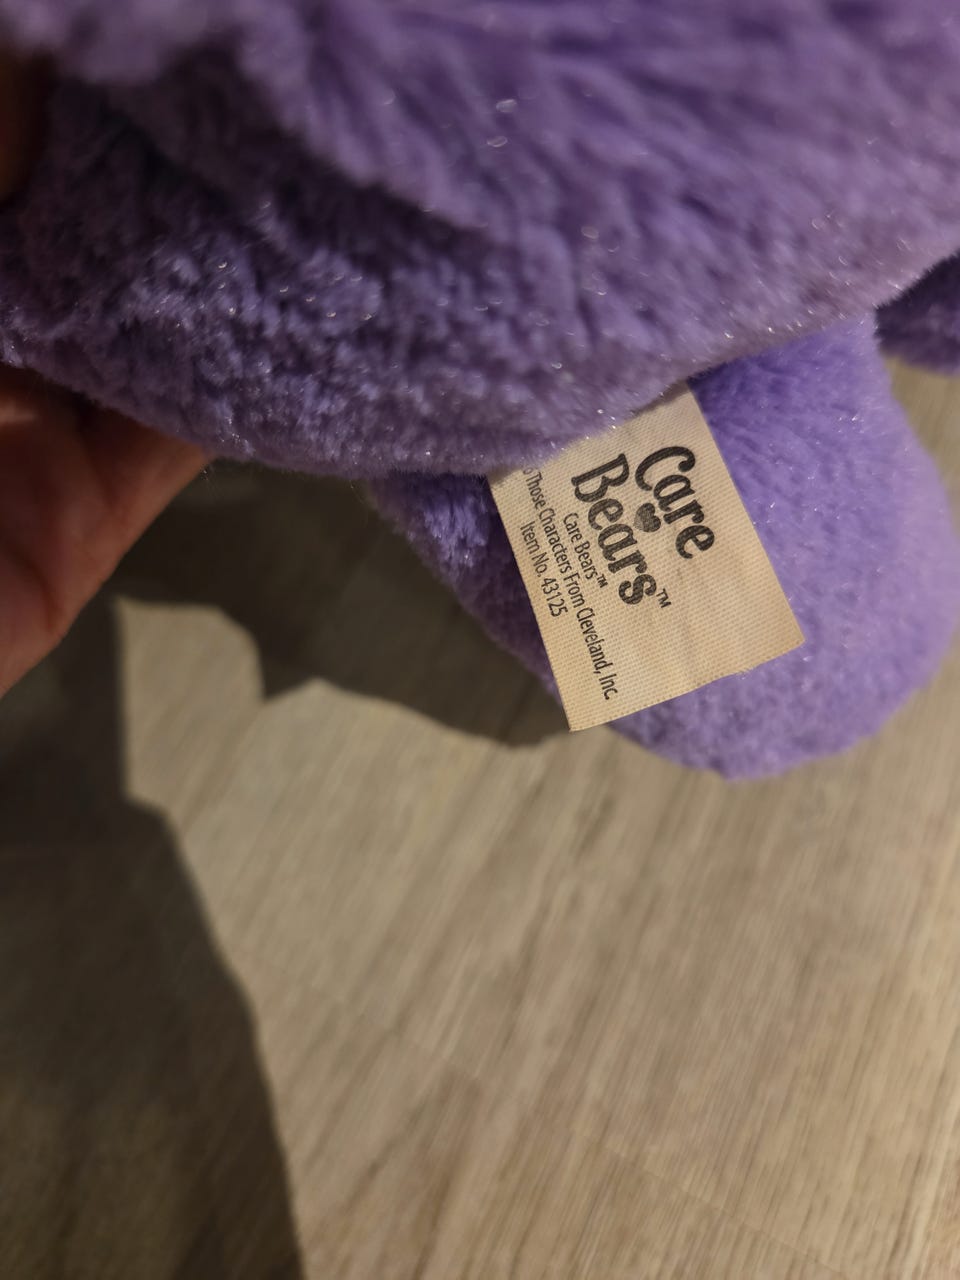 Care
Bears™
Care Bears™
Those Characters From Cleveland, Inc.
Item No. 43125